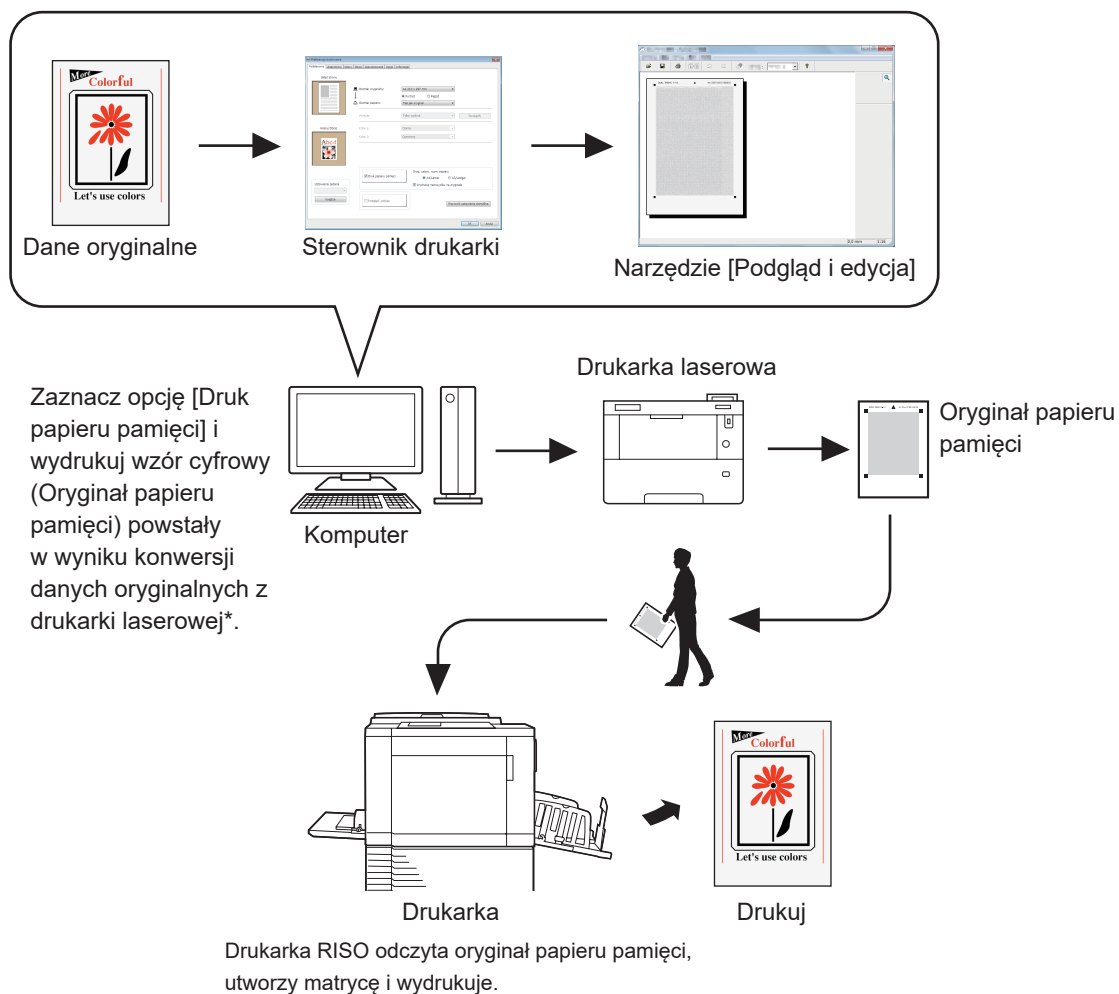 More
Colorful
Let's use colors
Dane oryginalne
Sterownik drukarki
Narzędzie [Podgląd i edycja]
Zaznacz opcję [Druk
papieru pamięci] i
wydrukuj wzór cyfrowy
(Oryginał papieru
pamięci) powstały
w wyniku konwersji
danych oryginalnych z
drukarki laserowej*.
Komputer
Drukarka laserowa
Oryginał papieru
pamięci
More
Colorful
Let's use colors
Drukarka
Drukuj
Drukarka RISO odczyta oryginał papieru pamięci,
utworzy matrycę i wydrukuje.